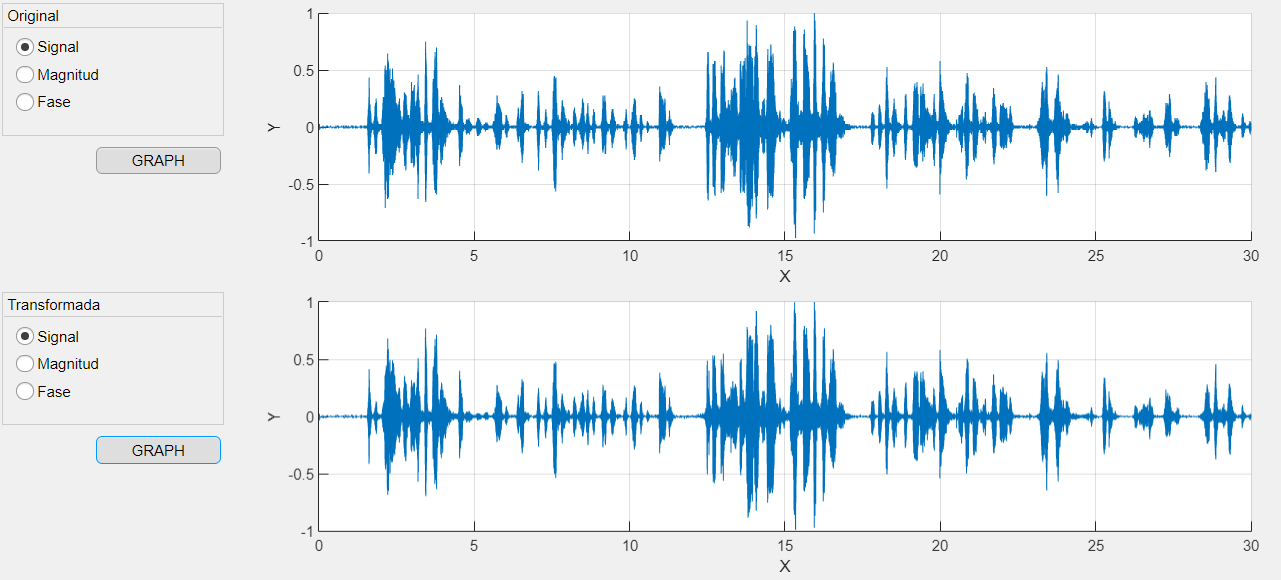 Original
Signal
Magnitud
Fase
GRAPH
1
0.5
0
-0.5
-1
Y
0 5 10 15 20 25 30
X
Transformada
Signal
Magnitud
Fase
GRAPH
1
0.5
0
-0.5
-1
Y
0 5 10 15 20 25 30
X